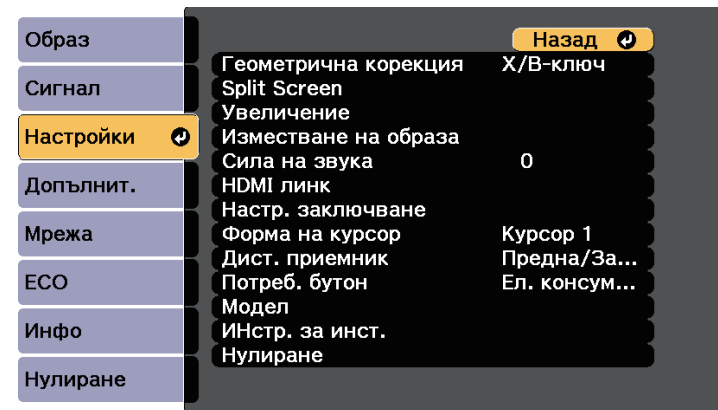 Образ
Сигнал
Настройки
Допълнит.
Мрежа
ECO
Инфо
Нулиране
Назад
Геометрична корекция Х/В-ключ
Split Screen
Увеличение
Изместване на образа
Сила на звука 0
HDMI линк
Настр. заключване
Форма на курсор Курсор 1
Дист. приемник Предна/За...
Потреб. бутон Ел. консум...
Модел
ИНстр. за инст.
Нулиране